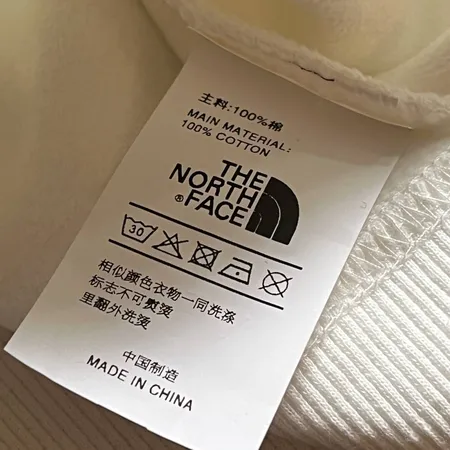 主料:100%棉
MAIN MATERIAL:
100% COTTON
THE
NORTH
®FACE
30
相似颜色衣物一同洗涤
标志不可熨烫
里翻外洗烫
中国制造
MADE IN CHINA